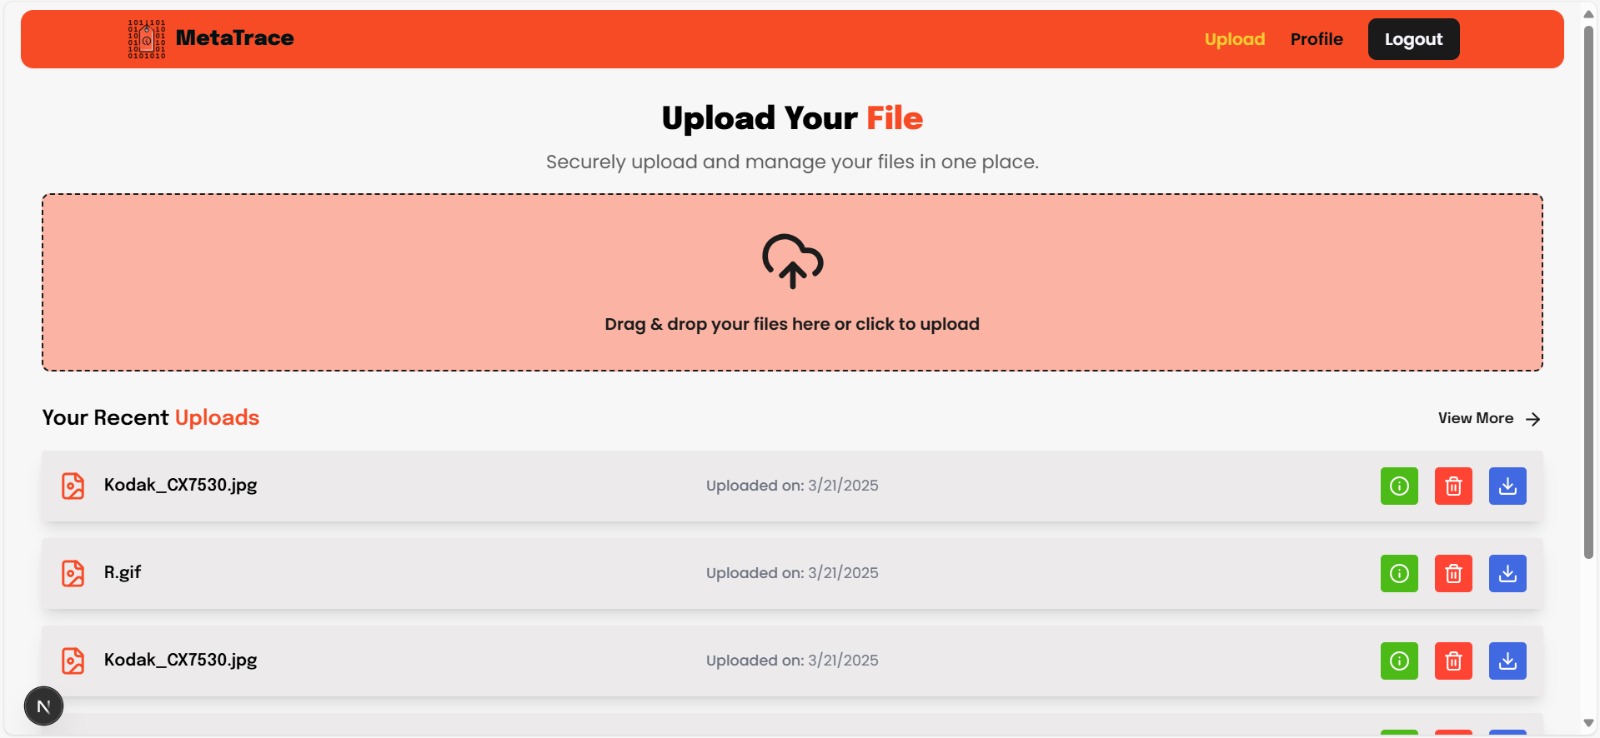 MetaTrace
Upload
Profile
Logout
Upload Your File
Securely upload and manage your files in one place.
Drag & drop your files here or click to upload
Your Recent Uploads
View More
Kodak_CX7530.jpg
Uploaded on: 3/21/2025
R.gif
Uploaded on: 3/21/2025
Kodak_CX7530.jpg
Uploaded on: 3/21/2025
N